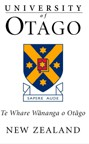 UNIVERSITY
of
OTAGO
SAPERE AUDE
Te Whare Wānanga o Otāgo
NEW ZEALAND